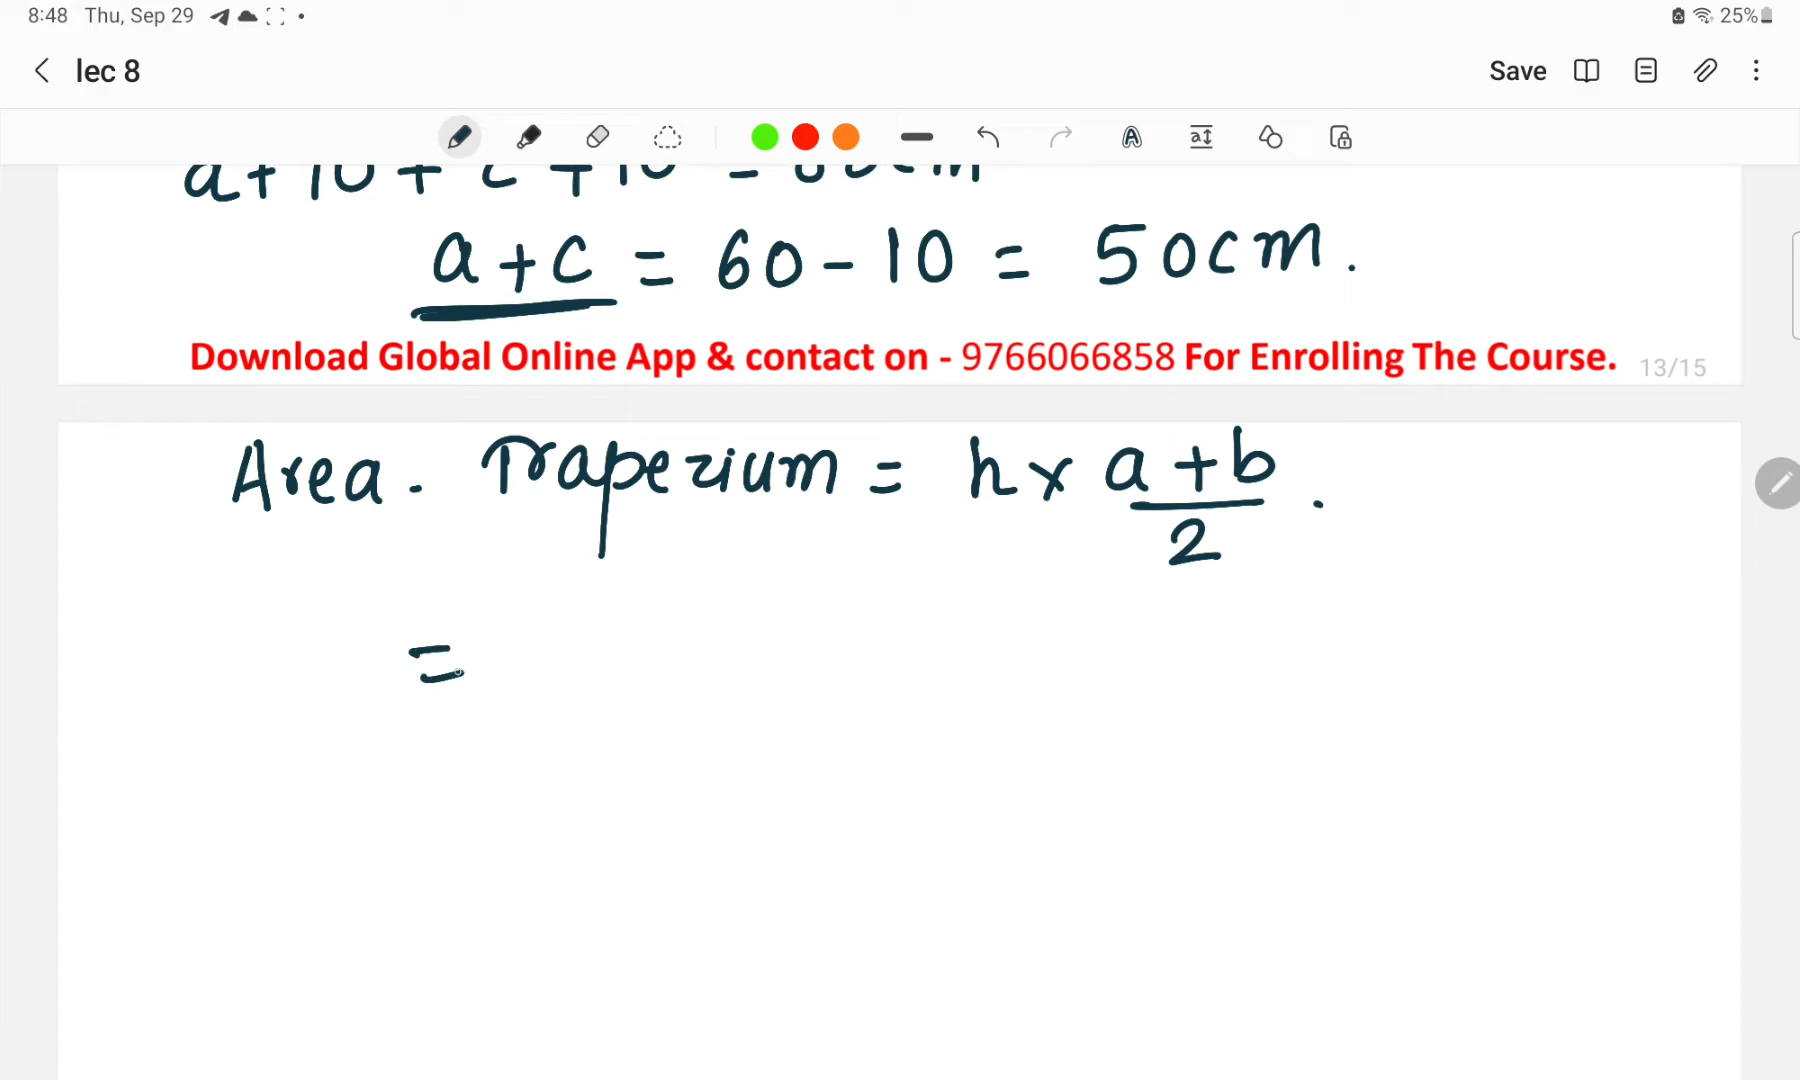 8:48 Thu, Sep 29 25%
lec 8
Save
a+c = 60-10 = 50cm.
Download Global Online App & contact on - 9766066858 For Enrolling The Course.
13/15
Area. Trapezium = h x a+b
2 .
=